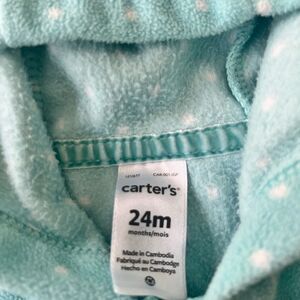 carter's®
24m
months/mois
Made in Cambodia
Fabriqué au Cambodge
Hecho en Camboya